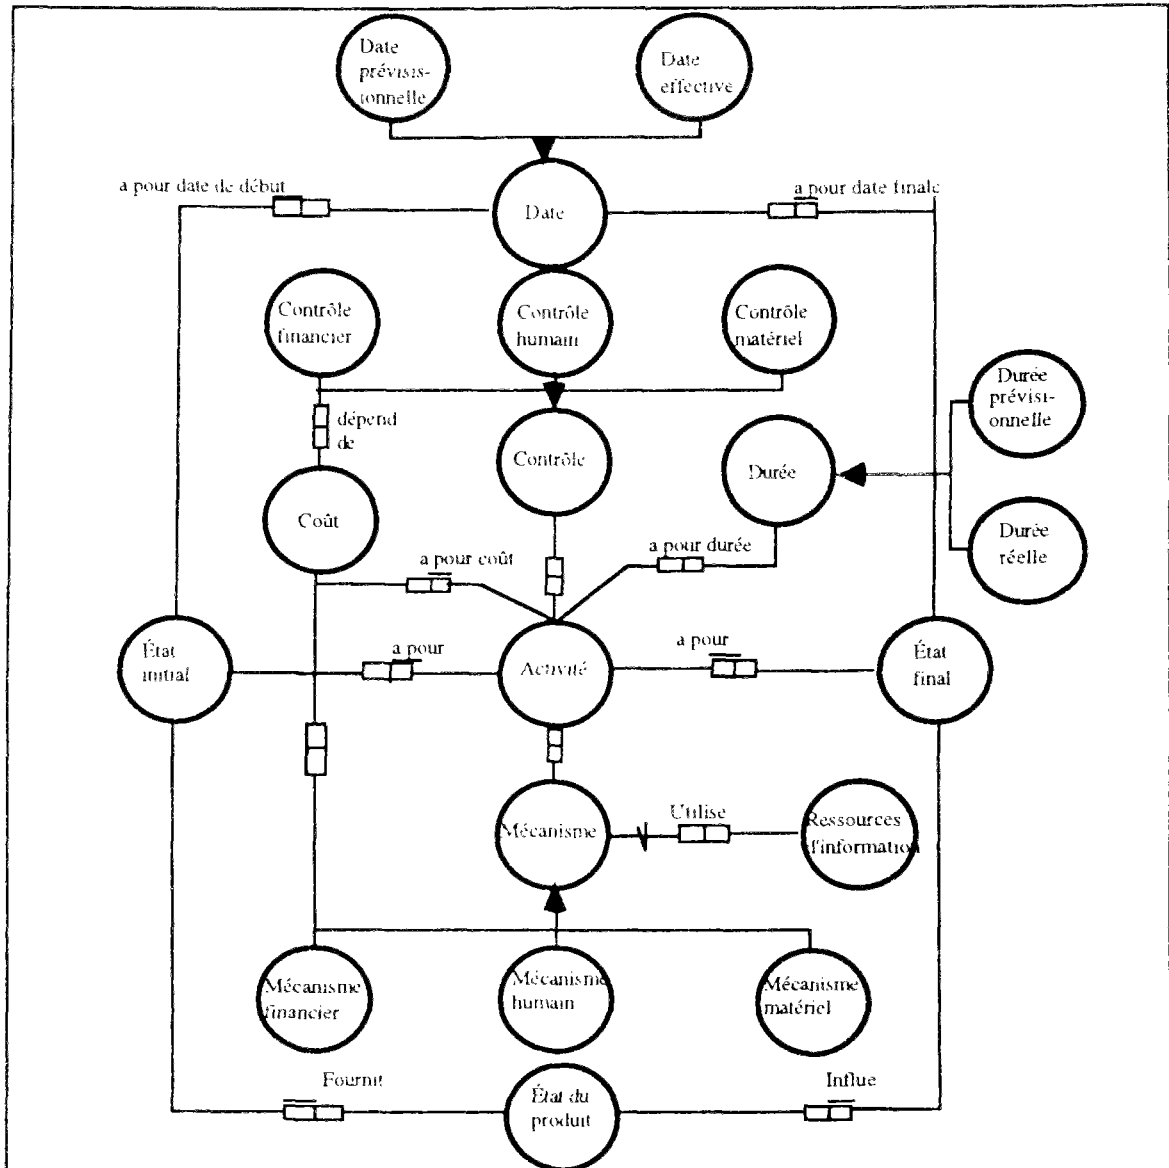 Date
prévisis-
ionnelle
Date
effective
a pour date de début
a pour date finale
Date
Contrôle
financier
Contrôle
humain
Contrôle
matériel
Durée
prévisi-
onnelle
dépend
de
Contrôle
Durée
Coût
Durée
réelle
a pour coût
a pour durée
État
initial
a pour
Activité
a pour
État
final
Mécanisme
Utilise
Ressources
d'information
Mécanisme
financier
Mécanisme
humain
Mécanisme
matériel
Fournit
État du
produit
Influe